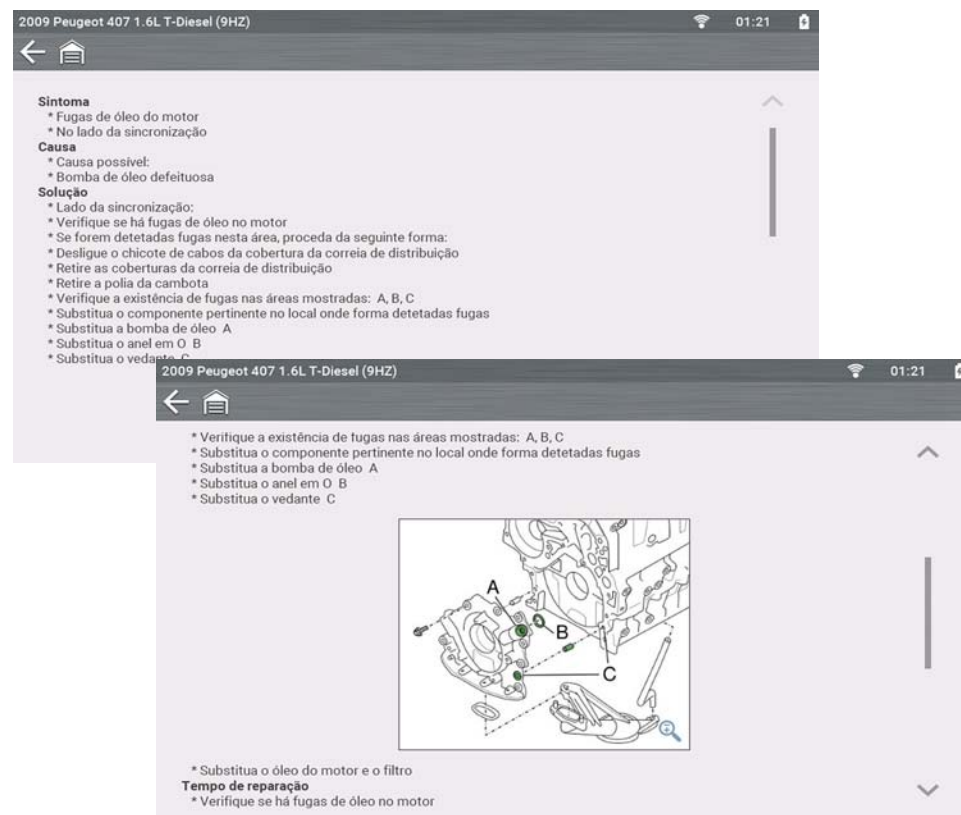 2009 Peugeot 407 1.6L T-Diesel (9HZ) 01:21
Sintoma
* Fugas de óleo do motor
* No lado da sincronização
Causa
* Causa possível:
* Bomba de óleo defeituosa
Solução
* Lado da sincronização:
* Verifique se há fugas de óleo no motor
* Se forem detetadas fugas nesta área, proceda da seguinte forma:
* Desligue o chicote de cabos da cobertura da correia de distribuição
* Retire as coberturas da correia de distribuição
* Retire a polia da cambota
* Verifique a existência de fugas nas áreas mostradas: A, B, C
* Substitua o componente pertinente no local onde forma detetadas fugas
* Substitua a bomba de óleo A
* Substitua o anel em O B
* Substitua o vedante C
2009 Peugeot 407 1.6L T-Diesel (9HZ) 01:21
* Verifique a existência de fugas nas áreas mostradas: A, B, C
* Substitua o componente pertinente no local onde forma detetadas fugas
* Substitua a bomba de óleo A
* Substitua o anel em O B
* Substitua o vedante C
A
B
C
* Substitua o óleo do motor e o filtro
Tempo de reparação
* Verifique se há fugas de óleo no motor